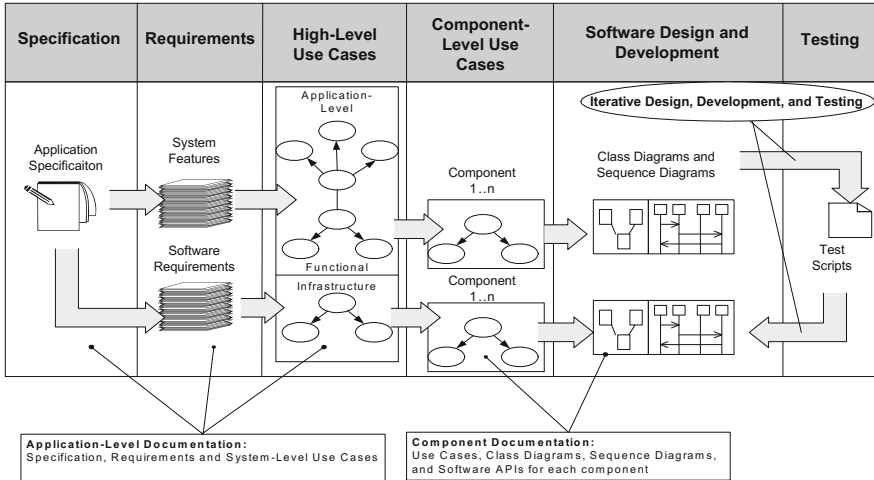 Specification
Requirements
High-Level
Use Cases
Component-
Level Use
Cases
Software Design and
Development
Testing
Iterative Design, Development, and Testing
Application
Specificaiton
System
Features
Software
Requirements
Application-
Level
Functional
Infrastructure
Component
1..n
Component
1..n
Class Diagrams and
Sequence Diagrams
Test
Scripts
Application-Level Documentation:
Specification, Requirements and System-Level Use Cases
Component Documentation:
Use Cases, Class Diagrams, Sequence Diagrams,
and Software APIs for each component